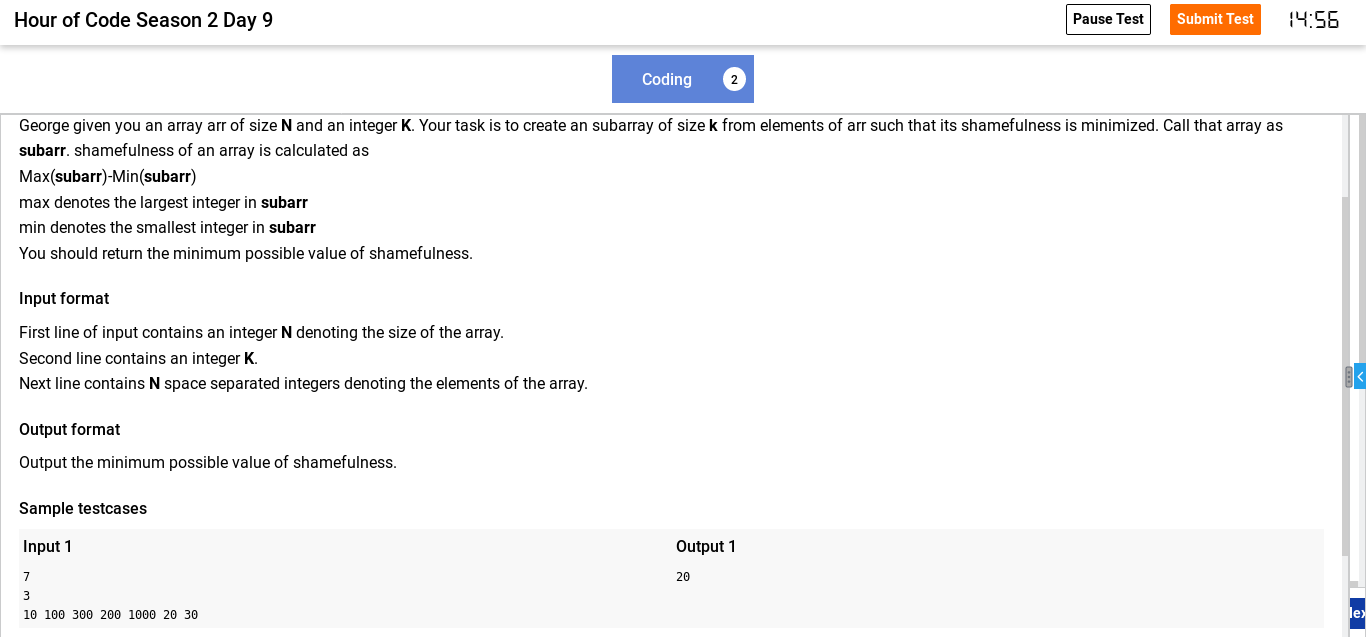 Hour of Code Season 2 Day 9
Pause Test
Submit Test
14:56
Coding 2
George given you an array arr of size N and an integer K. Your task is to create an subarray of size k from elements of arr such that its shamefulness is minimized. Call that array as
subarr. shamefulness of an array is calculated as
Max(subarr)-Min(subarr)
max denotes the largest integer in subarr
min denotes the smallest integer in subarr
You should return the minimum possible value of shamefulness.
Input format
First line of input contains an integer N denoting the size of the array.
Second line contains an integer K.
Next line contains N space separated integers denoting the elements of the array.
Output format
Output the minimum possible value of shamefulness.
Sample testcases
Input 1
Output 1
7
20
3
10 100 300 200 1000 20 30